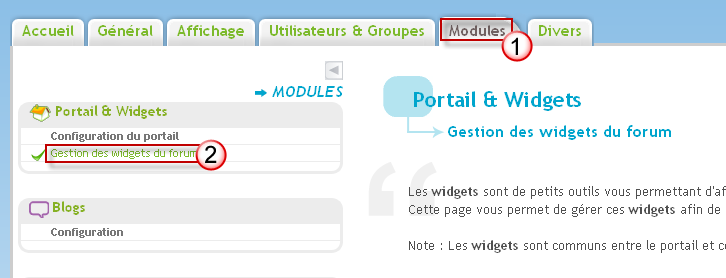 Accueil Général Affichage Utilisateurs & Groupes Modules Divers
1
MODULES
Portail & Widgets
Configuration du portail
Gestion des widgets du forum
2
Blogs
Configuration
Portail & Widgets
Gestion des widgets du forum
Les widgets sont de petits outils vous permettant d'af
Cette page vous permet de gérer ces widgets afin de
Note : Les widgets sont communs entre le portail et c